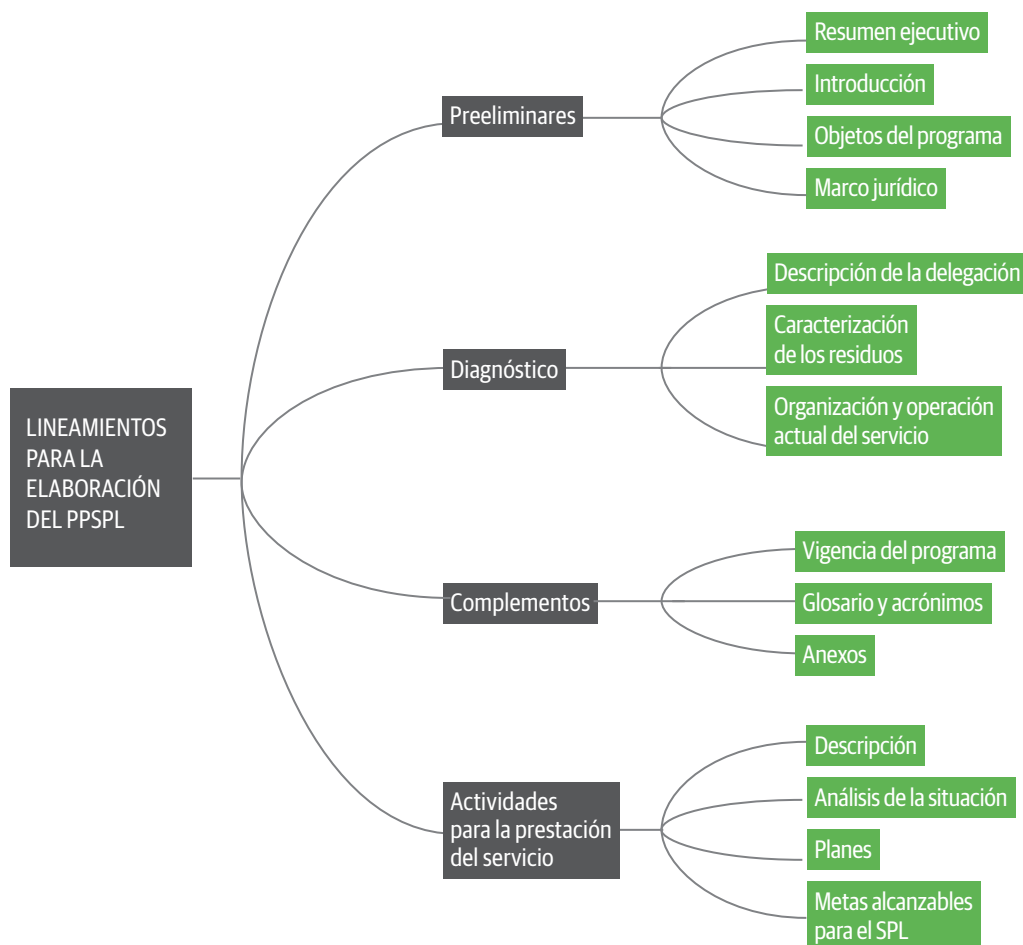 LINEAMIENTOS
PARA LA
ELABORACIÓN
DEL PPSPL
Preeliminares
Resumen ejecutivo
Introducción
Objetos del programa
Marco jurídico
Diagnóstico
Descripción de la delegación
Caracterización
de los residuos
Organización y operación
actual del servicio
Complementos
Vigencia del programa
Glosario y acrónimos
Anexos
Actividades
para la prestación
del servicio
Descripción
Análisis de la situación
Planes
Metas alcanzables
para el SPL